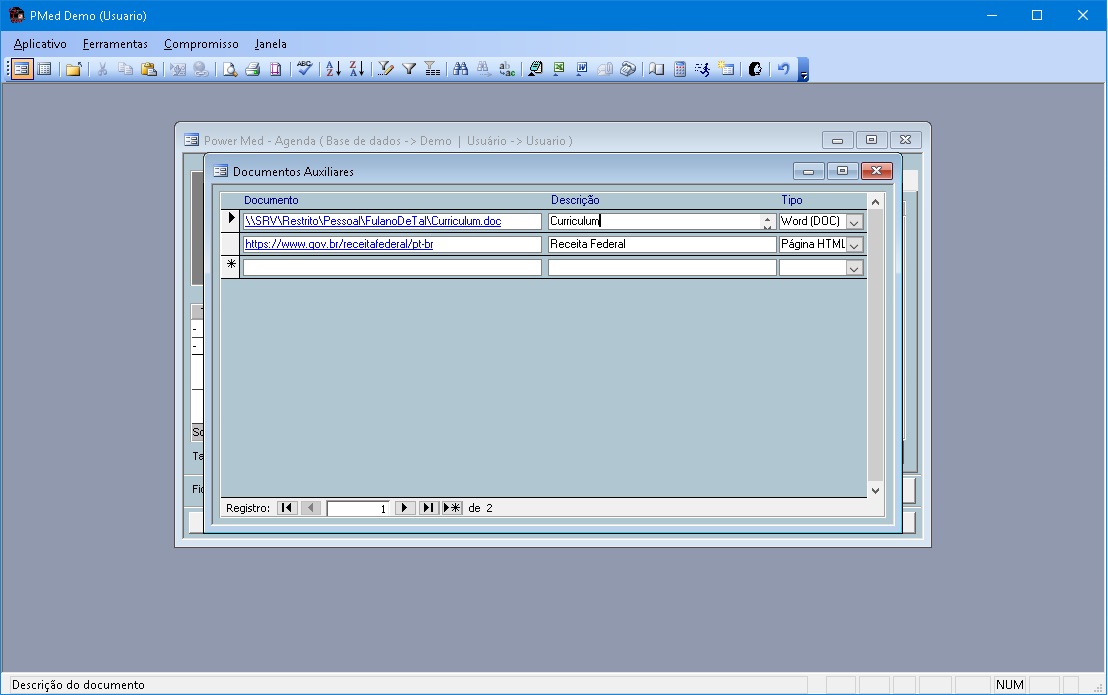 PMed Demo (Usuario)
Aplicativo Ferramentas Compromisso Janela
Power Med - Agenda ( Base de dados -> Demo | Usuário -> Usuario )
Documentos Auxiliares
Documento Descrição Tipo
\\SRV\Restrito\Pessoal\FulanoDeTal\Curriculum.doc Curriculum Word (DOC)
https://www.gov.br/receitafederal/pt-br Receita Federal Página HTML
Registro: 1 de 2
Descrição do documento NUM